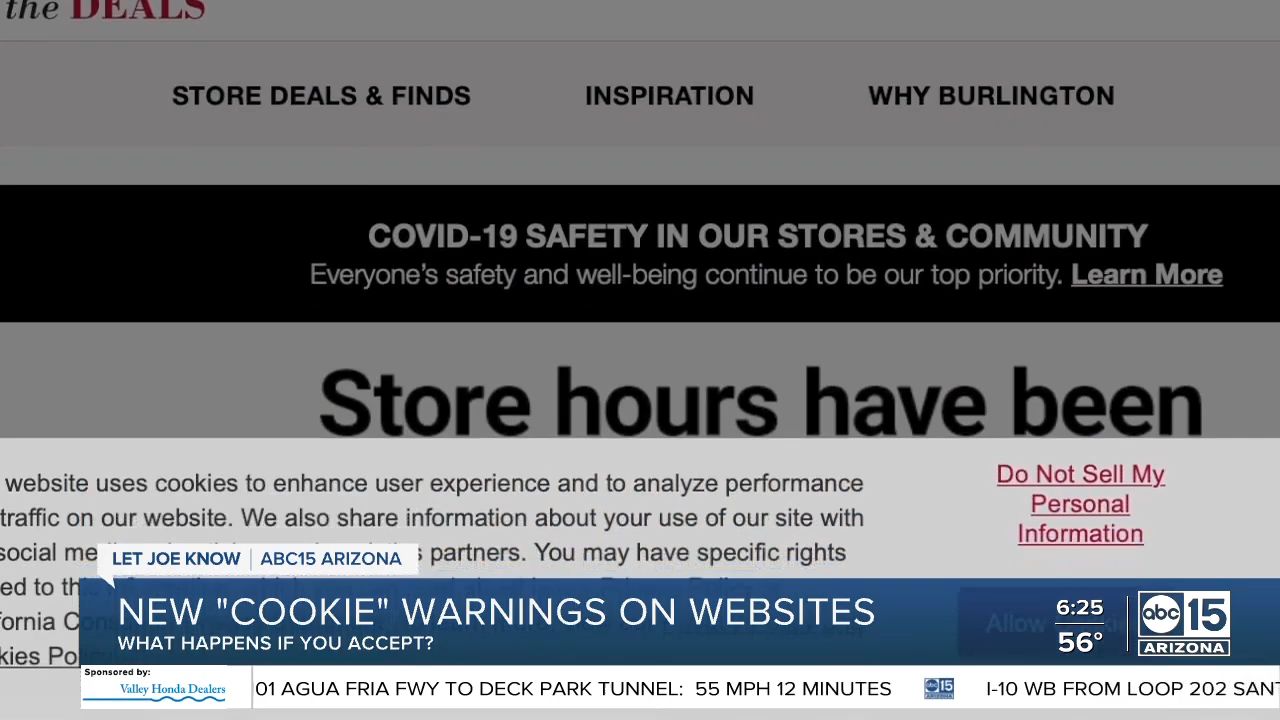 the DEALS
STORE DEALS & FINDS INSPIRATION WHY BURLINGTON
COVID-19 SAFETY IN OUR STORES & COMMUNITY
Everyone's safety and well-being continue to be our top priority. Learn More
Store hours have been
website uses cookies to enhance user experience and to analyze performance
traffic on our website. We also share information about your use of our site with
social partners. You may have specific rights
Do Not Sell My
Personal
Information
Allow
LET JOE KNOW ABC15 ARIZONA
NEW "COOKIE" WARNINGS ON WEBSITES
WHAT HAPPENS IF YOU ACCEPT?
6:25
56°
abc 15
ARIZONA
Sponsored by:
Valley Honda Dealers
01 AGUA FRIA FWY TO DECK PARK TUNNEL: 55 MPH 12 MINUTES abc 15 I-10 WB FROM LOOP 202 SANT